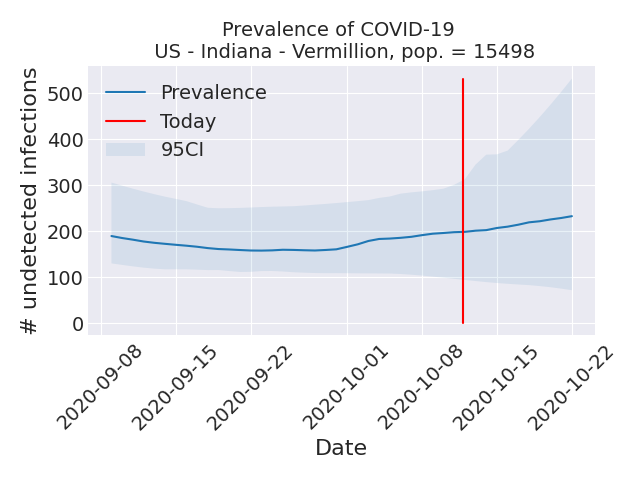 Prevalence of COVID-19
US - Indiana - Vermillion, pop. = 15498
# undetected infections
500
400
300
200
100
0
Prevalence
Today
95CI
2020-09-08
2020-09-15
2020-09-22
2020-10-01
2020-10-08
2020-10-15
2020-10-22
Date